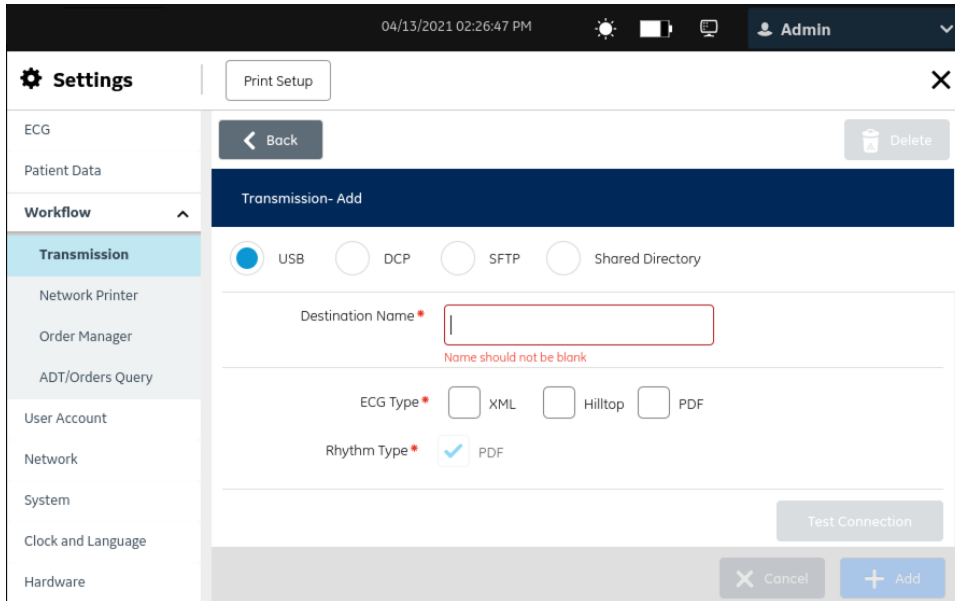 04/13/2021 02:26:47 PM
Admin
Settings
Print Setup
ECG
Patient Data
Workflow
Transmission
Network Printer
Order Manager
ADT/Orders Query
User Account
Network
System
Clock and Language
Hardware
Back
Delete
Transmission- Add
USB DCP SFTP Shared Directory
Destination Name*
Name should not be blank
ECG Type* XML Hilltop PDF
Rhythm Type* PDF
Test Connection
Cancel Add